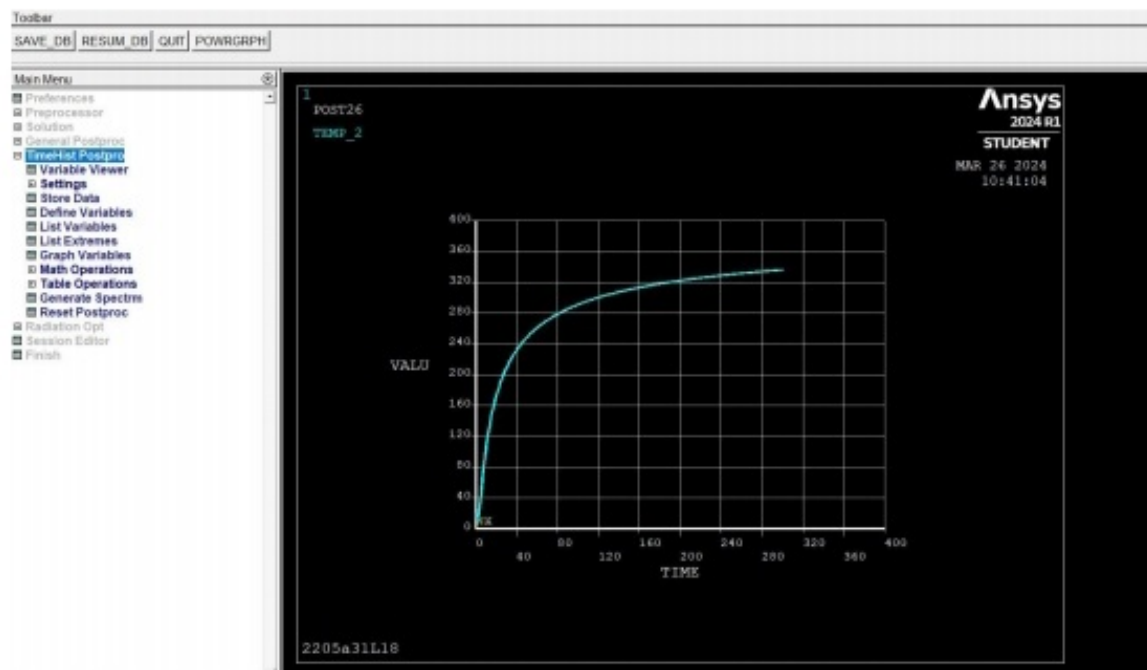 Toolbar
SAVE_DB RESUM_DB QUIT POWRGRPH
Main Menu
Preferences
Preprocessor
Solution
General Postproc
TimeHist Postpro
Variable Viewer
Settings
Store Data
Define Variables
List Variables
List Extremes
Graph Variables
Math Operations
Table Operations
Generate Spectrm
Reset Postproc
Radiation Opt
Session Editor
Finish
1
POST26
TEMP_2
Ansys
2024 R1
STUDENT
MAR 26 2024
10:41:04
400
360
320
280
240
VALU
200
160
120
80
40
0
0 80 160 240 320 400
40 120 200 280 360
TIME
2205a31L18